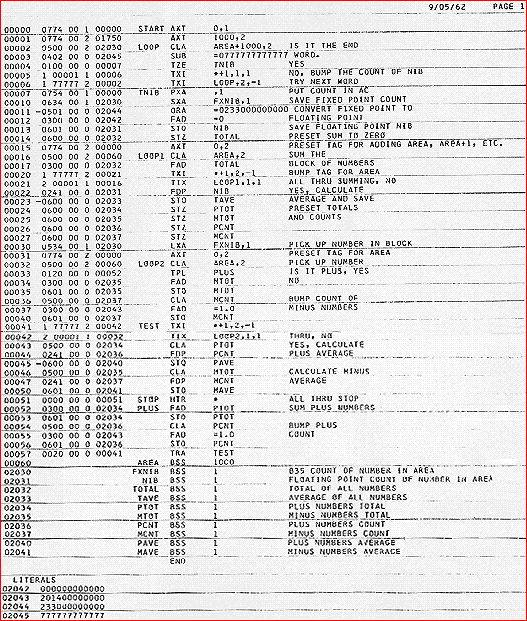 9/05/62 PAGE 1
00000 0774 00 1 00000 START AXT 0,1
00001 0774 00 2 01750 AXT 1000,2
00002 0500 00 2 02030 LOOP CLA AREA+1000,2 IS IT THE END
00003 0402 00 0 02045 SUB =0777777777777 WORD.
00004 0100 00 0 00007 TZE TNIB YES
00005 1 00001 1 00006 TXI *+1,1,1 NO, BUMP THE COUNT OF NIB
00006 1 77777 2 00002 TXI LOOP,2,-1 TRY NEXT WORD
00007 0754 00 1 00000 TNIB PXA ,1 PUT COUNT IN AC
00010 0634 00 1 02030 SXA FXNIB,1 SAVE FIXED POINT COUNT
00011 -0501 00 0 02044 ORA =0233000000000 CONVERT FIXED POINT TO
00012 0300 00 0 02042 FAD =0 FLOATING POINT
00013 0601 00 0 02031 STO NIB SAVE FLOATING POINT NIB
00014 0600 00 0 02032 STZ TOTAL PRESET SUM TO ZERO
00015 0774 00 2 00000 AXT 0,2 PRESET TAG FOR ADDING AREA, AREA+1, ETC.
00016 0500 00 2 00060 LOOP1 CLA AREA,2 SUM THE
00017 0300 00 0 02032 FAD TOTAL BLOCK OF NUMBERS
00020 1 77777 2 00021 TXI *+1,2,-1 BUMP TAG FOR AREA
00021 2 00001 1 00016 TIX LOOP1,1,1 ALL THRU SUMMING, NO
00022 0241 00 0 02031 FDP NIB YES, CALCULATE
00023 -0600 00 0 02033 STQ TAVE AVERAGE AND SAVE
00024 0600 00 0 02034 STZ PTOT PRESET TOTALS
00025 0600 00 0 02035 STZ MTOT AND COUNTS
00026 0600 00 0 02036 STZ PCNT
00027 0600 00 0 02037 STZ MCNT
00030 0534 00 1 02030 LXA FXNIB,1 PICK UP NUMBER IN BLOCK
00031 0774 00 2 00000 AXT 0,2 PRESET TAG FOR AREA
00032 0500 00 2 00060 LOOP2 CLA AREA,2 PICK UP NUMBER
00033 0120 00 0 00052 TPL PLUS IS IT PLUS, YES
00034 0300 00 0 02035 FAD MTOT NO
00035 0601 00 0 02035 STO MTOT
00036 0500 00 0 02037 CLA MCNT BUMP COUNT OF
00037 0300 00 0 02043 FAD =1.0 MINUS NUMBERS
00040 0601 00 0 02037 STO MCNT
00041 1 77777 2 00042 TEST TXI *+1,2,-1
00042 2 00001 1 00032 TIX LOOP2,1,1 THRU, NO
00043 0500 00 0 02034 CLA PTOT YES, CALCULATE
00044 0241 00 0 02036 FDP PCNT PLUS AVERAGE
00045 -0600 00 0 02040 STQ PAVE
00046 0500 00 0 02035 CLA MTOT CALCULATE MINUS
00047 0241 00 0 02037 FDP MCNT AVERAGE
00050 0601 00 0 02041 STO MAVE
00051 0000 00 0 00051 STOP HTR * ALL THRU STOP
00052 0300 00 0 02034 PLUS FAD PTOT SUM PLUS NUMBERS
00053 0601 00 0 02034 STO PTOT
00054 0500 00 0 02036 CLA PCNT BUMP PLUS
00055 0300 00 0 02043 FAD =1.0 COUNT
00056 0601 00 0 02036 STO PCNT
00057 0020 00 0 00041 TRA TEST
00060 AREA BSS 1000
02030 FXNIB BSS 1 B35 COUNT OF NUMBER IN AREA
02031 NIB BSS 1 FLOATING POINT COUNT OF NUMBER IN AREA
02032 TOTAL BSS 1 TOTAL OF ALL NUMBERS
02033 TAVE BSS 1 AVERAGE OF ALL NUMBERS
02034 PTOT BSS 1 PLUS NUMBERS TOTAL
02035 MTOT BSS 1 MINUS NUMBERS TOTAL
02036 PCNT BSS 1 PLUS NUMBERS COUNT
02037 MCNT BSS 1 MINUS NUMBERS COUNT
02040 PAVE BSS 1 PLUS NUMBERS AVERAGE
02041 MAVE BSS 1 MINUS NUMBERS AVERAGE
END
LITERALS
02042 000000000000
02043 201400000000
02044 233000000000
02045 777777777777